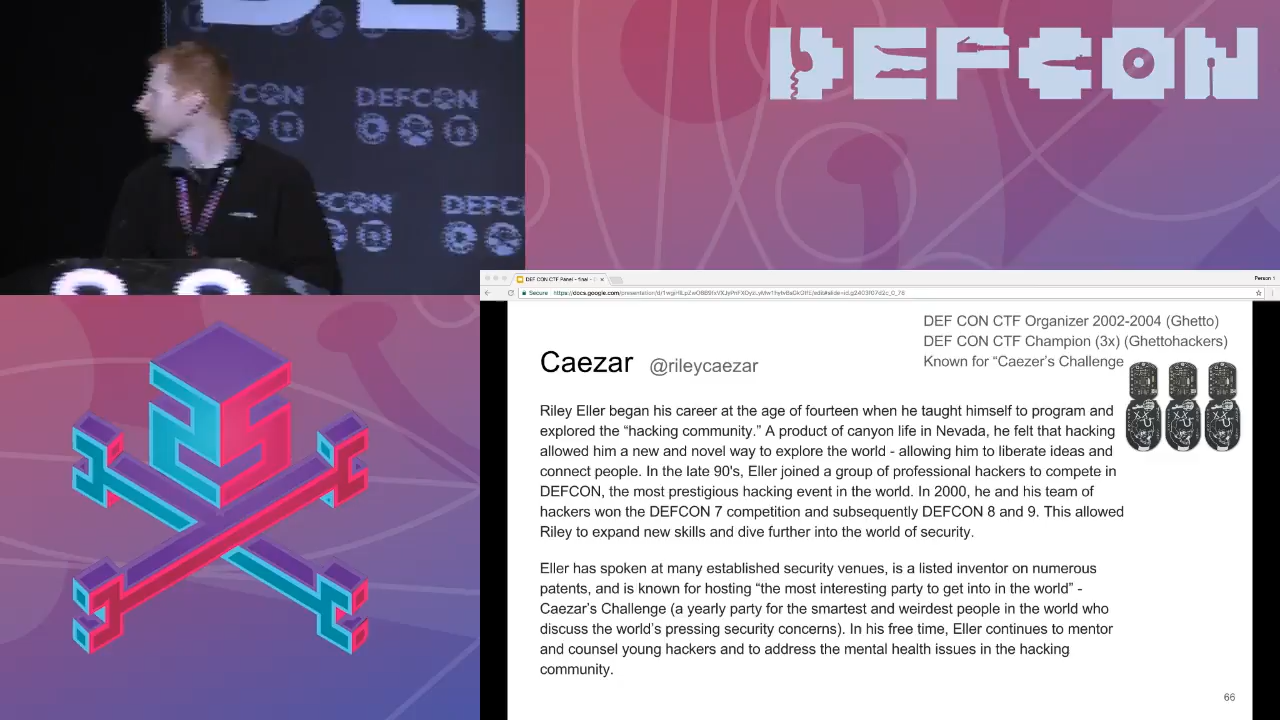 DEFCON
DEFCON
DEFCON
DEFCON
DEFCON
DEF CON CTF Panel - final -
Person 1
Secure
DEF CON CTF Organizer 2002-2004 (Ghetto)
DEF CON CTF Champion (3x) (Ghettohackers)
Known for “Caezer's Challenge
Caezar @rileycaezar
Riley Eller began his career at the age of fourteen when he taught himself to program and
explored the “hacking community.” A product of canyon life in Nevada, he felt that hacking
allowed him a new and novel way to explore the world - allowing him to liberate ideas and
connect people. In the late 90's, Eller joined a group of professional hackers to compete in
DEFCON, the most prestigious hacking event in the world. In 2000, he and his team of
hackers won the DEFCON 7 competition and subsequently DEFCON 8 and 9. This allowed
Riley to expand new skills and dive further into the world of security.
Eller has spoken at many established security venues, is a listed inventor on numerous
patents, and is known for hosting “the most interesting party to get into in the world” -
Caezar's Challenge (a yearly party for the smartest and weirdest people in the world who
discuss the world's pressing security concerns). In his free time, Eller continues to mentor
and counsel young hackers and to address the mental health issues in the hacking
community.
66